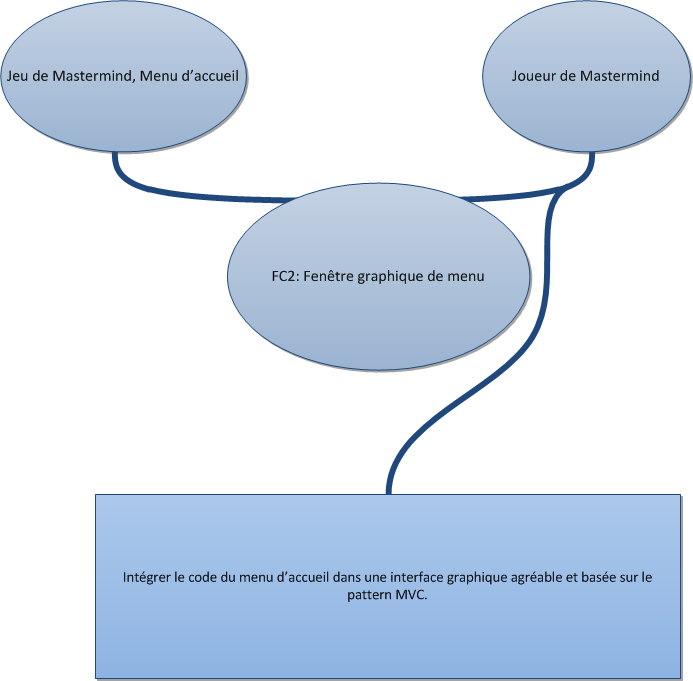 Jeu de Mastermind, Menu d’accueil
Joueur de Mastermind
FC2: Fenêtre graphique de menu
Intégrer le code du menu d’accueil dans une interface graphique agréable et basée sur le
pattern MVC.